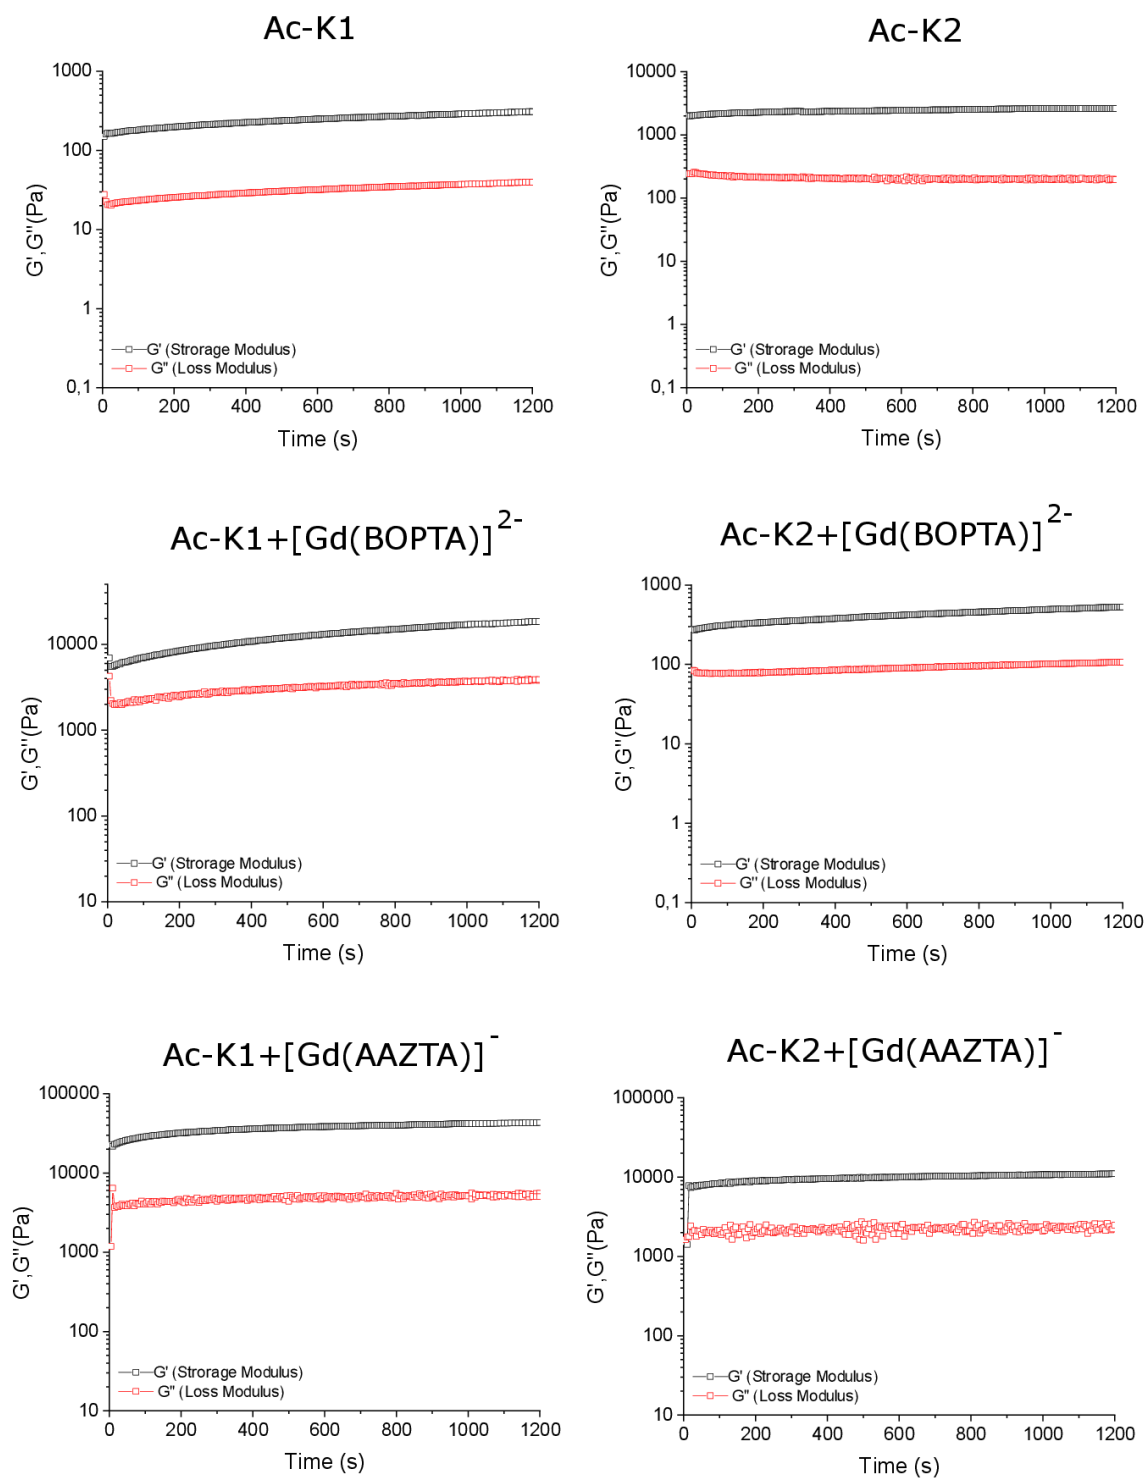 Ac-K1
1000
100
10
1
0,1
G',G''(Pa)
G' (Strorage Modulus)
G'' (Loss Modulus)
0 200 400 600 800 1000 1200
Time (s)
Ac-K2
10000
1000
100
10
1
0,1
G',G''(Pa)
G' (Strorage Modulus)
G'' (Loss Modulus)
0 200 400 600 800 1000 1200
Time (s)
Ac-K1+[Gd(BOPTA)]2-
10000
1000
100
10
G',G''(Pa)
G' (Strorage Modulus)
G'' (Loss Modulus)
0 200 400 600 800 1000 1200
Time (s)
Ac-K2+[Gd(BOPTA)]2-
1000
100
10
1
0,1
G',G''(Pa)
G' (Strorage Modulus)
G'' (Loss Modulus)
0 200 400 600 800 1000 1200
Time (s)
Ac-K1+[Gd(AAZTA)]-
100000
10000
1000
100
10
G',G''(Pa)
G' (Strorage Modulus)
G'' (Loss Modulus)
0 200 400 600 800 1000 1200
Time (s)
Ac-K2+[Gd(AAZTA)]-
100000
10000
1000
100
10
G',G''(Pa)
G' (Strorage Modulus)
G'' (Loss Modulus)
0 200 400 600 800 1000 1200
Time (s)